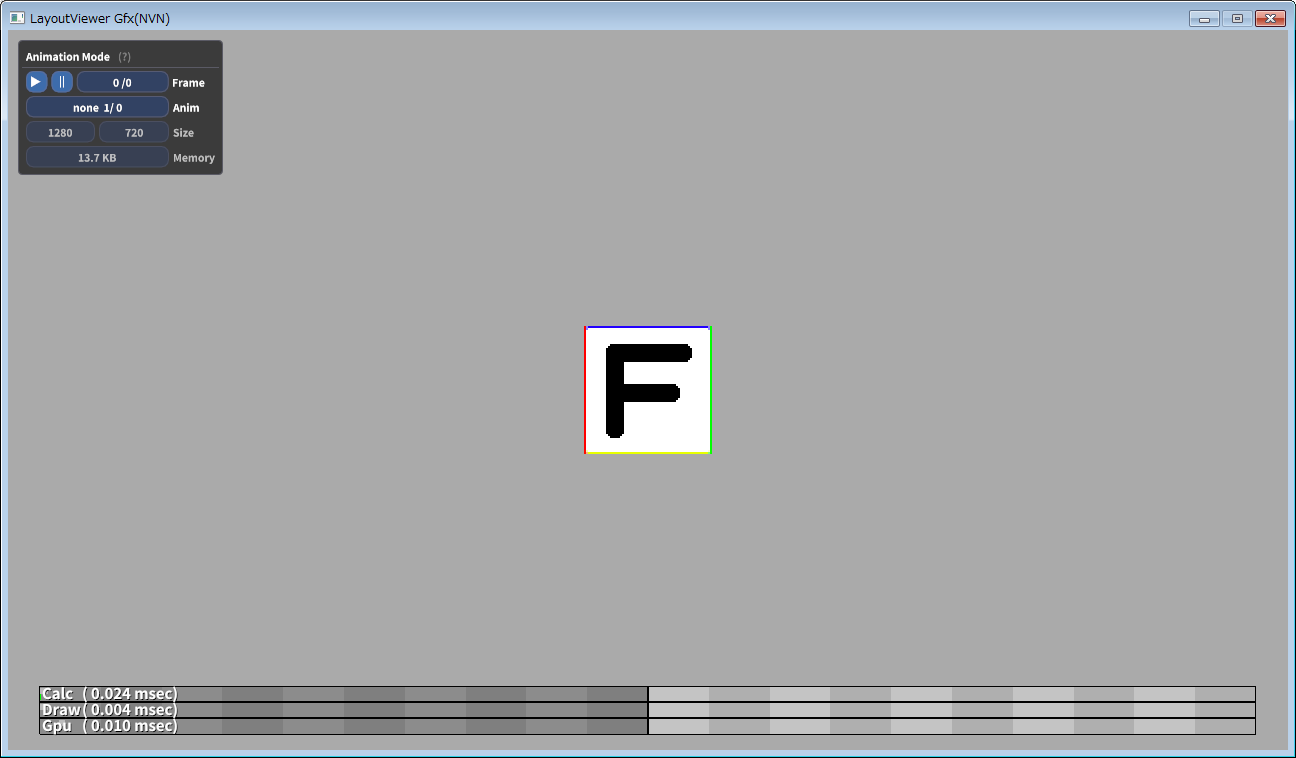 LayoutViewer Gfx(NVN)
Animation Mode (?)
0 /0 Frame
none 1/ 0 Anim
1280 720 Size
13.7 KB Memory
F
Calc ( 0.024 msec)
Draw ( 0.004 msec)
Gpu ( 0.010 msec)